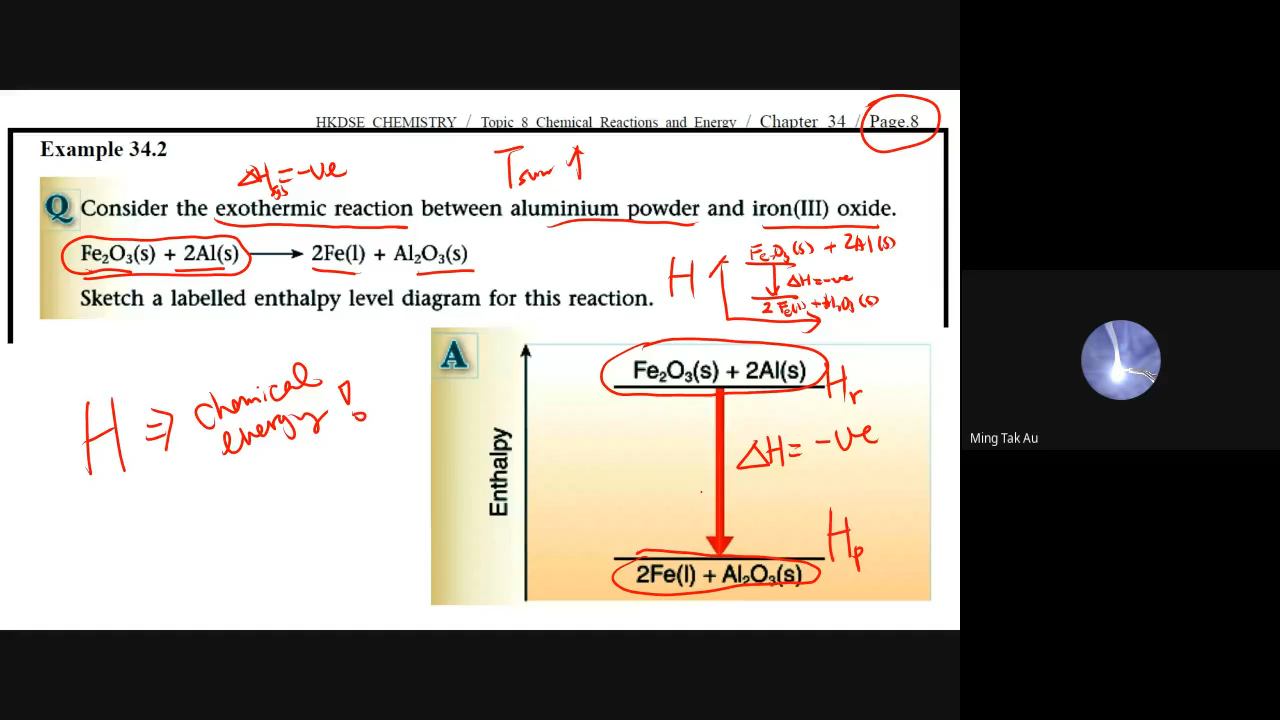 HKDSE CHEMISTRY / Topic 8 Chemical Reactions and Energy / Chapter 34 / Page.8
Example 34.2
ΔH = -ve
T ↑
Q Consider the exothermic reaction between aluminium powder and iron(III) oxide.
Fe₂O₃(s) + 2Al(s) ⟶ 2Fe(l) + Al₂O₃(s)
Sketch a labelled enthalpy level diagram for this reaction.
H
Fe₂O₃(s) + 2Al(s)
ΔH=-ve
2Fe(l) + Al₂O₃(s)
H ⇒ chemical
energy!
A
Enthalpy
Fe₂O₃(s) + 2Al(s)
Hr
ΔH = -ve
Hp
2Fe(l) + Al₂O₃(s)
Ming Tak Au